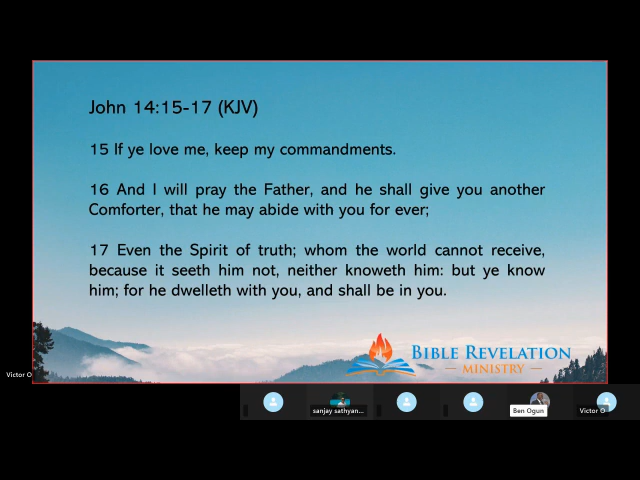 John 14:15-17 (KJV)
15 If ye love me, keep my commandments.
16 And I will pray the Father, and he shall give you another
Comforter, that he may abide with you for ever;
17 Even the Spirit of truth; whom the world cannot receive,
because it seeth him not, neither knoweth him: but ye know
him; for he dwelleth with you, and shall be in you.
BIBLE REVELATION
MINISTRY
Victor O
sanjay sathyan...
Ben Ogun
Victor O